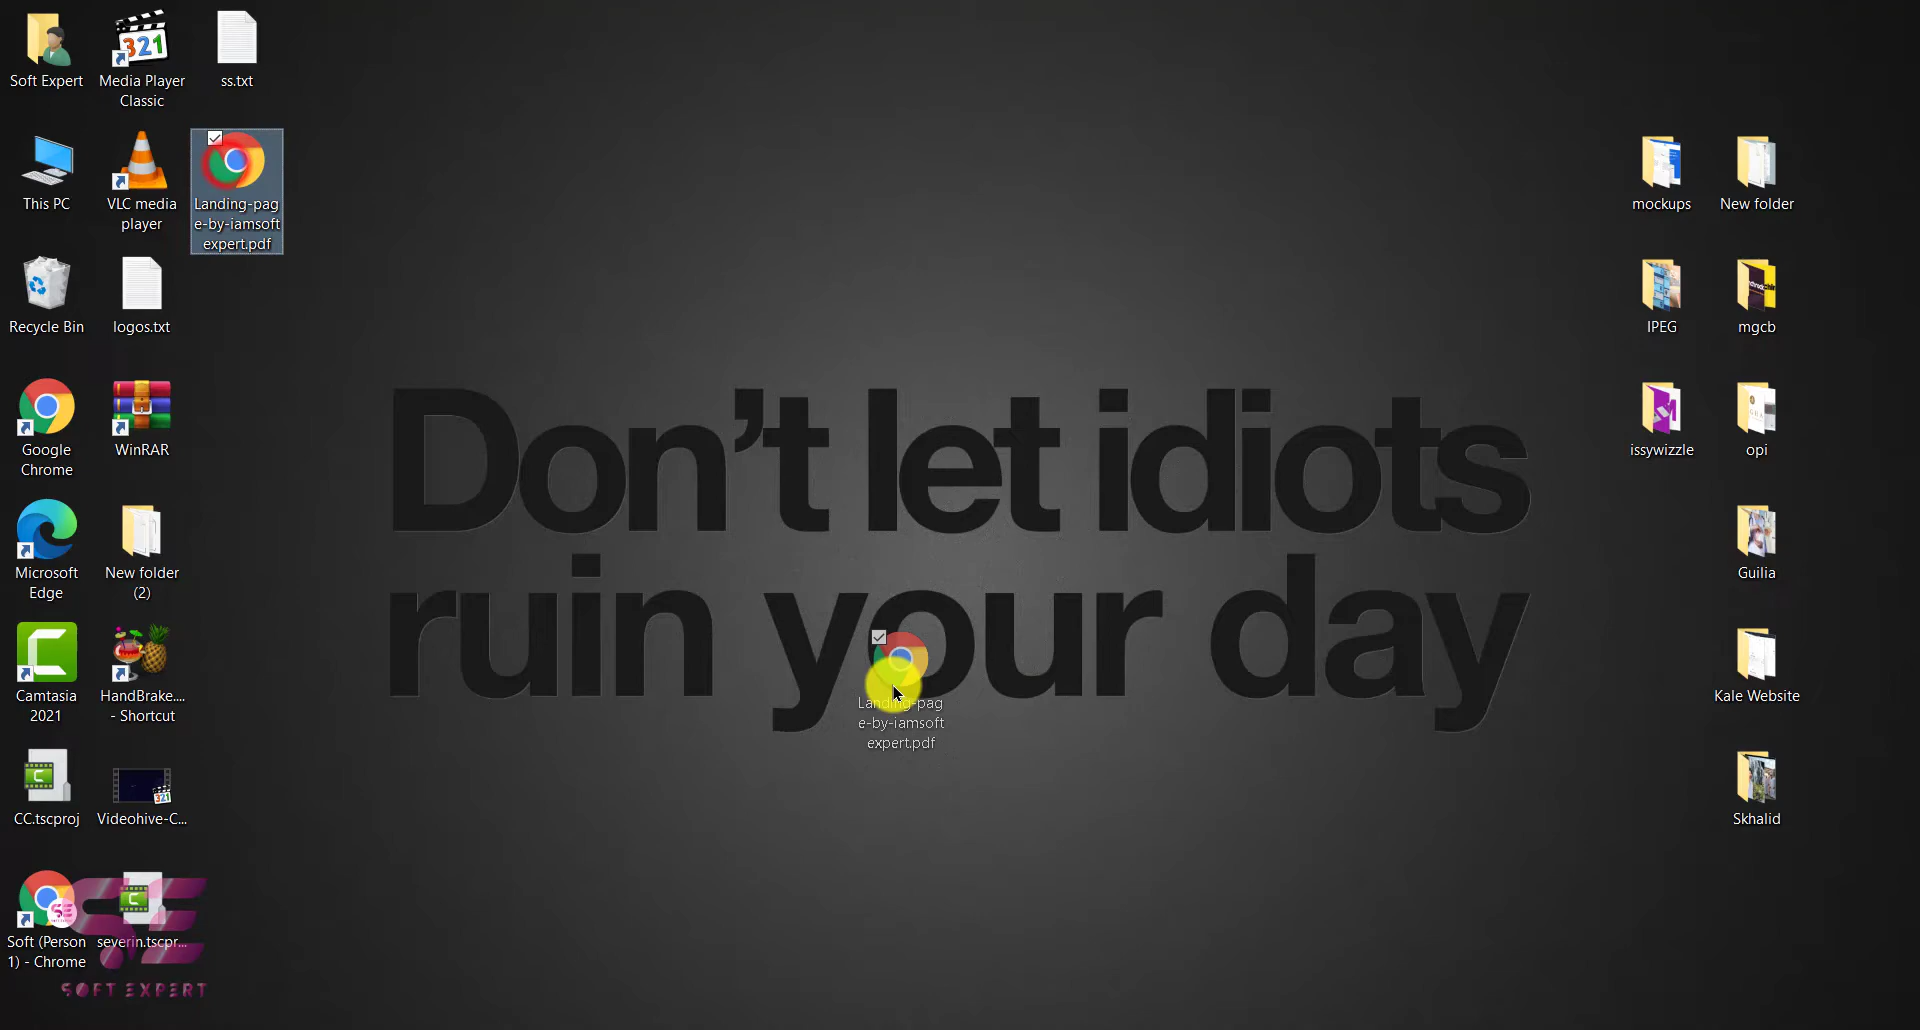 Soft Expert
Media Player
Classic
ss.txt
This PC
VLC media
player
Landing-pag
e-by-iamsoft
expert.pdf
Recycle Bin
logos.txt
Google
Chrome
WinRAR
Microsoft
Edge
New folder
(2)
Camtasia
2021
HandBrake....
- Shortcut
CC.tscproj
Videohive-C...
Soft (Person
1) - Chrome
severin.tscpr...
SOFT EXPERT
Don't let idiots
ruin your day
Landing-pag
e-by-iamsoft
expert.pdf
mockups
New folder
IPEG
mgcb
issywizzle
opi
Guilia
Kale Website
Skhalid